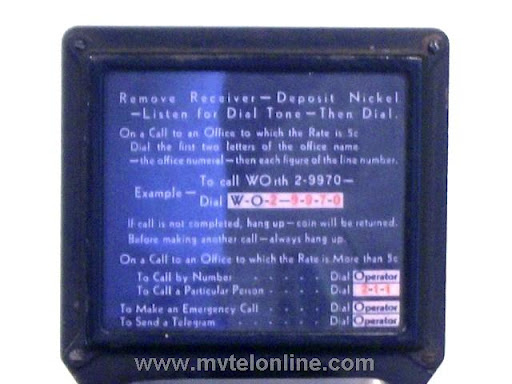 Remove Receiver — Deposit Nickel
— Listen for Dial Tone — Then Dial.
On a Call to an Office to which the Rate is 5c
Dial the first two letters of the office name
— the office numeral — then each figure of the line number.
To call WOrth 2-9970 —
Example —
Dial W-O-2-9-9-7-0
If call is not completed, hang up — coin will be returned.
Before making another call — always hang up.
On a Call to an Office to which the Rate is More than 5c
To Call by Number - - - - - Dial Operator
To Call a Particular Person - - - - Dial 2-1-1
To Make an Emergency Call - - - - Dial Operator
To Send a Telegram - - - - - - Dial Operator
www.mvtelonline.com